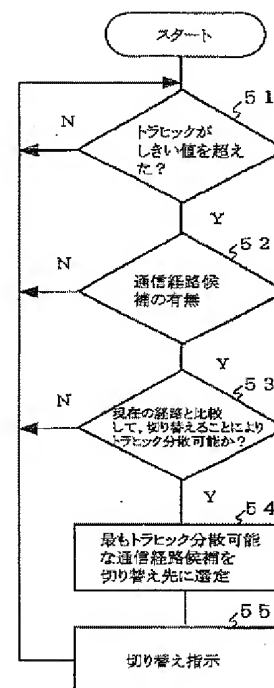 スタート
51
トラヒックが
しきい値を超え
た?
N
Y
52
通信経路候
補の有無
N
Y
53
現在の経路と比較
して,切り替えることにより
トラヒック分散可能か?
N
Y
54
最もトラヒック分散可能
な通信経路候補を
切り替え先に選定
55
切り替え指示